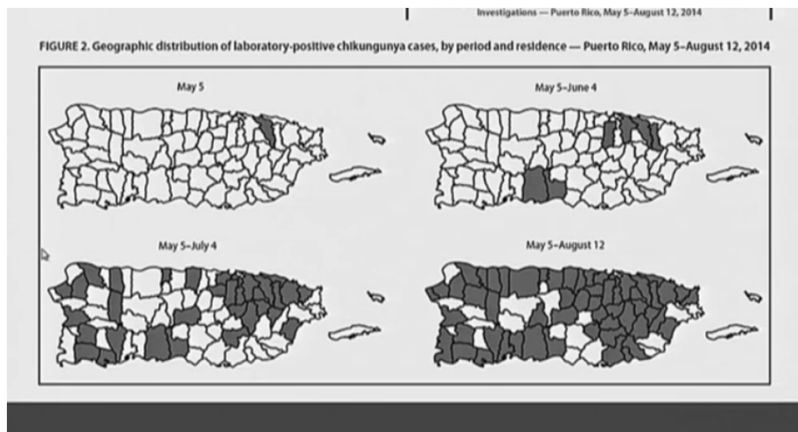 Investigations — Puerto Rico, May 5–August 12, 2014
FIGURE 2. Geographic distribution of laboratory-positive chikungunya cases, by period and residence — Puerto Rico, May 5–August 12, 2014
May 5
May 5–June 4
May 5–July 4
May 5–August 12